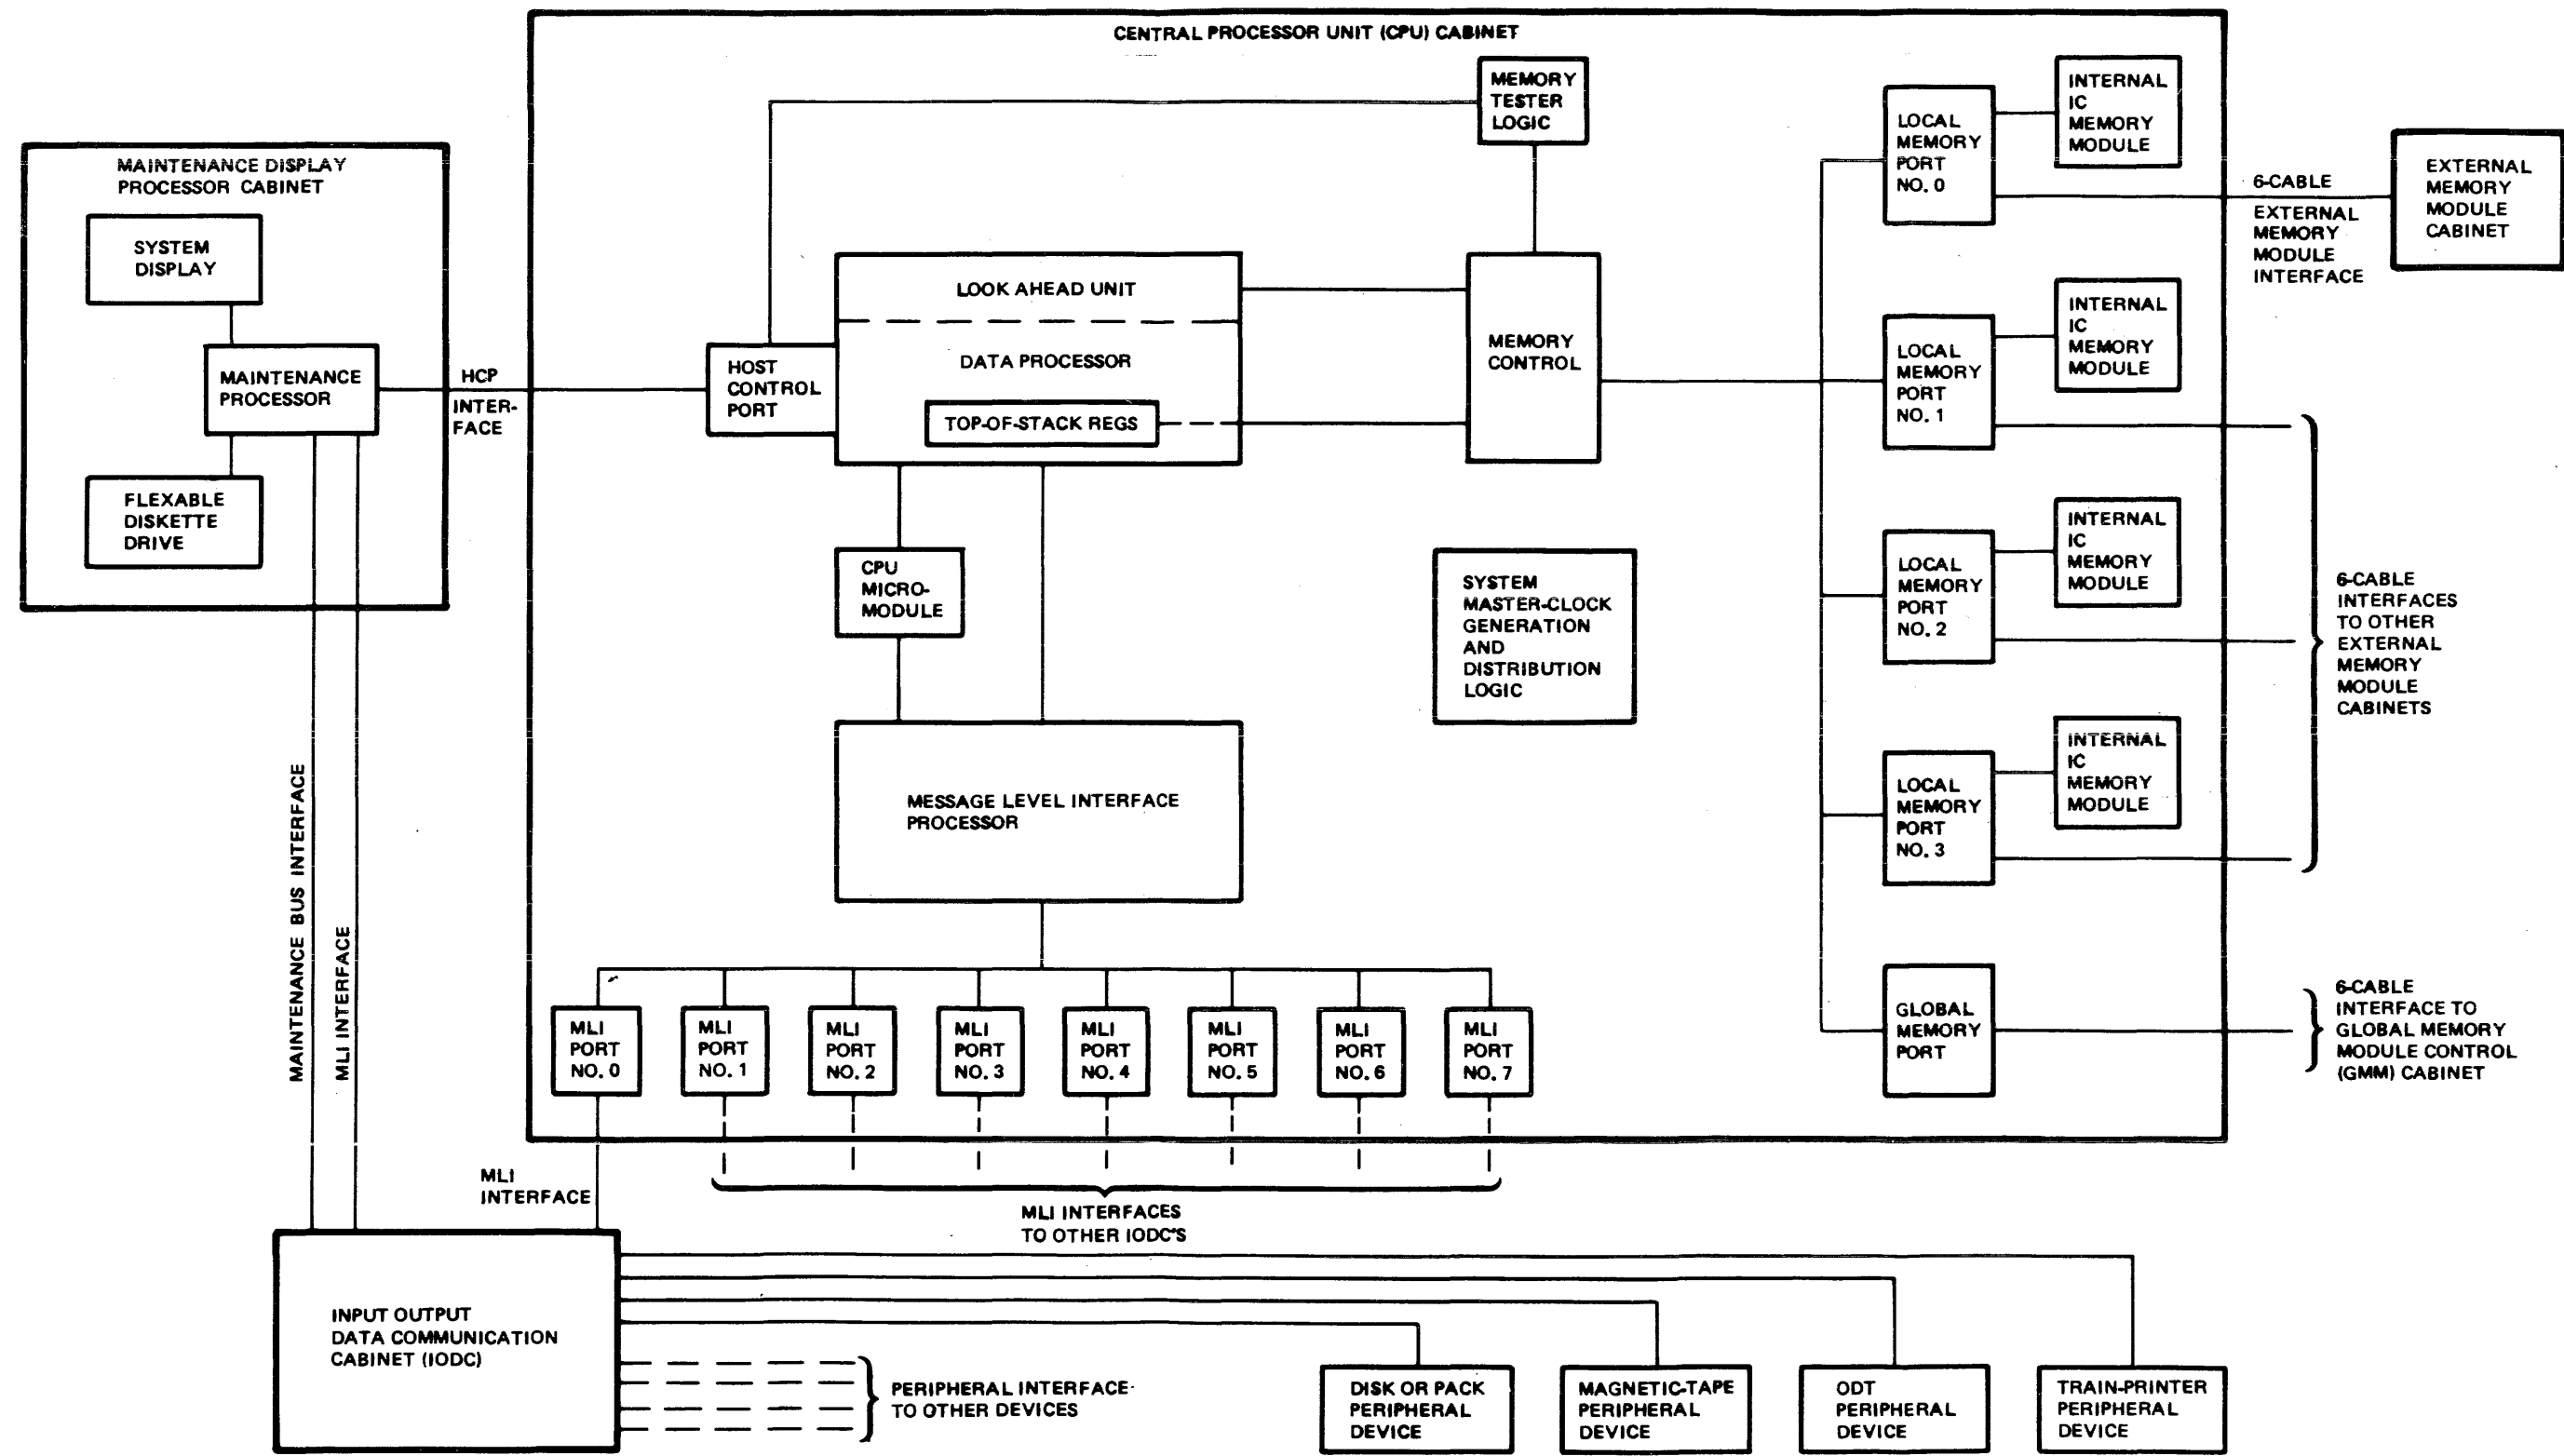 CENTRAL PROCESSOR UNIT (CPU) CABINET
MEMORY
TESTER
LOGIC
INTERNAL
IC
MEMORY
MODULE
LOCAL
MEMORY
PORT
NO. 0
6-CABLE
EXTERNAL
MEMORY
MODULE
INTERFACE
EXTERNAL
MEMORY
MODULE
CABINET
MAINTENANCE DISPLAY
PROCESSOR CABINET
SYSTEM
DISPLAY
MAINTENANCE
PROCESSOR
FLEXABLE
DISKETTE
DRIVE
HCP
INTER-
FACE
HOST
CONTROL
PORT
LOOK AHEAD UNIT
DATA PROCESSOR
TOP-OF-STACK REGS
MEMORY
CONTROL
INTERNAL
IC
MEMORY
MODULE
LOCAL
MEMORY
PORT
NO. 1
CPU
MICRO-
MODULE
SYSTEM
MASTER-CLOCK
GENERATION
AND
DISTRIBUTION
LOGIC
INTERNAL
IC
MEMORY
MODULE
LOCAL
MEMORY
PORT
NO. 2
6-CABLE
INTERFACES
TO OTHER
EXTERNAL
MEMORY
MODULE
CABINETS
MESSAGE LEVEL INTERFACE
PROCESSOR
INTERNAL
IC
MEMORY
MODULE
LOCAL
MEMORY
PORT
NO. 3
MAINTENANCE BUS INTERFACE
MLI INTERFACE
MLI
PORT
NO. 0
MLI
PORT
NO. 1
MLI
PORT
NO. 2
MLI
PORT
NO. 3
MLI
PORT
NO. 4
MLI
PORT
NO. 5
MLI
PORT
NO. 6
MLI
PORT
NO. 7
GLOBAL
MEMORY
PORT
6-CABLE
INTERFACE TO
GLOBAL MEMORY
MODULE CONTROL
(GMM) CABINET
MLI
INTERFACE
MLI INTERFACES
TO OTHER IODC'S
INPUT OUTPUT
DATA COMMUNICATION
CABINET (IODC)
PERIPHERAL INTERFACE
TO OTHER DEVICES
DISK OR PACK
PERIPHERAL
DEVICE
MAGNETIC-TAPE
PERIPHERAL
DEVICE
ODT
PERIPHERAL
DEVICE
TRAIN-PRINTER
PERIPHERAL
DEVICE